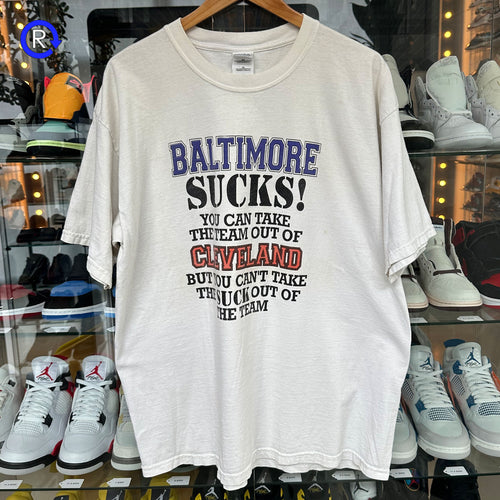 R
BALTIMORE
SUCKS!
YOU CAN TAKE
THE TEAM OUT OF
CLEVELAND
BUT YOU CAN'T TAKE
THE SUCK OUT OF
THE TEAM